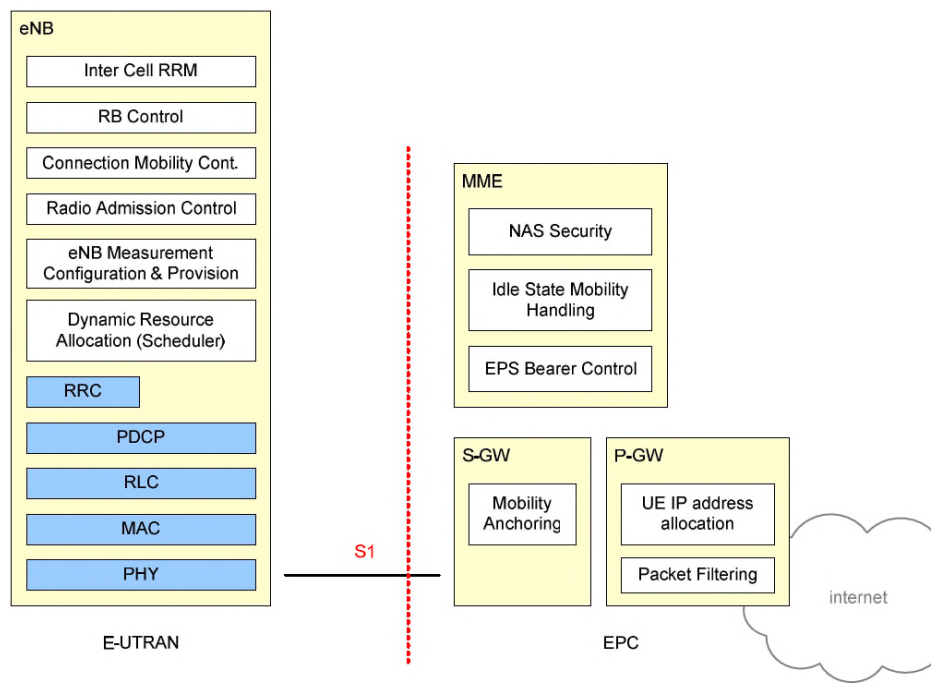 eNB
Inter Cell RRM
RB Control
Connection Mobility Cont.
Radio Admission Control
eNB Measurement
Configuration & Provision
Dynamic Resource
Allocation (Scheduler)
RRC
PDCP
RLC
MAC
PHY
S1
MME
NAS Security
Idle State Mobility
Handling
EPS Bearer Control
S-GW
Mobility
Anchoring
P-GW
UE IP address
allocation
Packet Filtering
internet
E-UTRAN
EPC